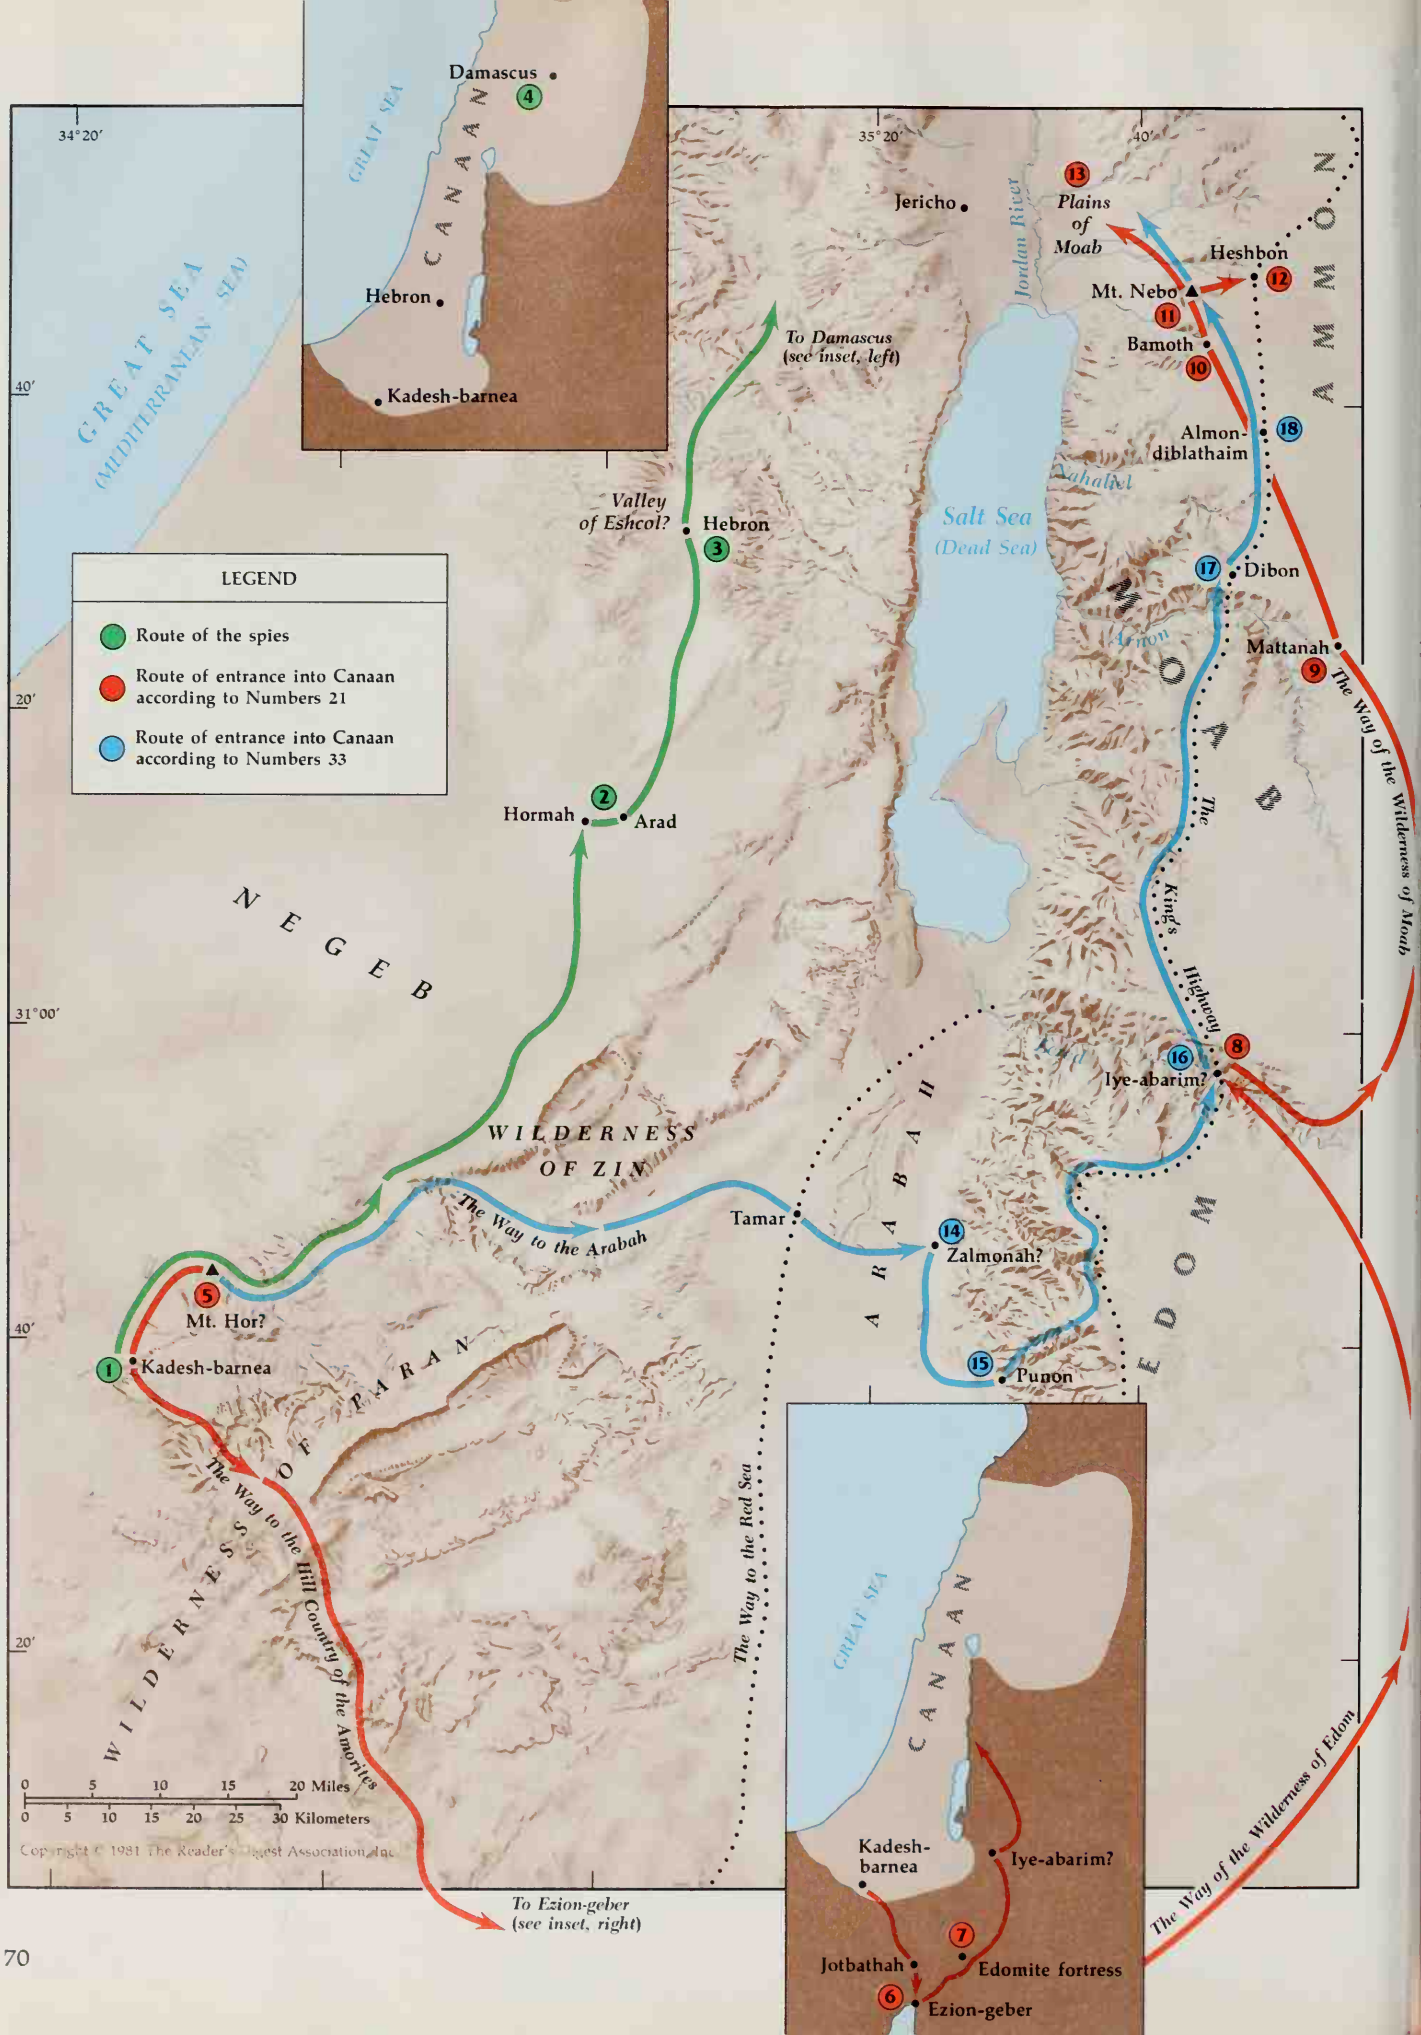 Damascus
4
GREAT SEA
CANAAN
Hebron
Kadesh-barnea
34°20′
35°20′
40′
13
Plains
of
Moab
Jericho
Jordan River
AMMON
Heshbon
12
Mt. Nebo
11
Bamoth
10
To Damascus
(see inset, left)
GREAT SEA
(MEDITERRANEAN SEA)
40′
Almon-
diblathaim
18
Nahaliel
Valley
of Eshcol?
Hebron
3
Salt Sea
(Dead Sea)
17
Dibon
LEGEND
Route of the spies
Route of entrance into Canaan
according to Numbers 21
Route of entrance into Canaan
according to Numbers 33
MOAB
Arnon
Mattanah
9
The Way of the Wilderness of Moab
20′
2
Hormah
Arad
The King's Highway
NEGEB
31°00′
16
8
Iye-abarim?
Zered
WILDERNESS
OF ZIN
ARABAH
The Way to the Arabah
Tamar
14
Zalmonah?
EDOM
5
Mt. Hor?
40′
1
Kadesh-barnea
15
Punon
WILDERNESS OF PARAN
The Way to the Hill Country of the Amorites
The Way to the Red Sea
20′
GREAT SEA
CANAAN
0 5 10 15 20 Miles
0 5 10 15 20 25 30 Kilometers
Copyright © 1981 The Reader's Digest Association, Inc.
Kadesh-
barnea
Iye-abarim?
The Way of the Wilderness of Edom
To Ezion-geber
(see inset, right)
7
Jotbathah
Edomite fortress
6
Ezion-geber
70